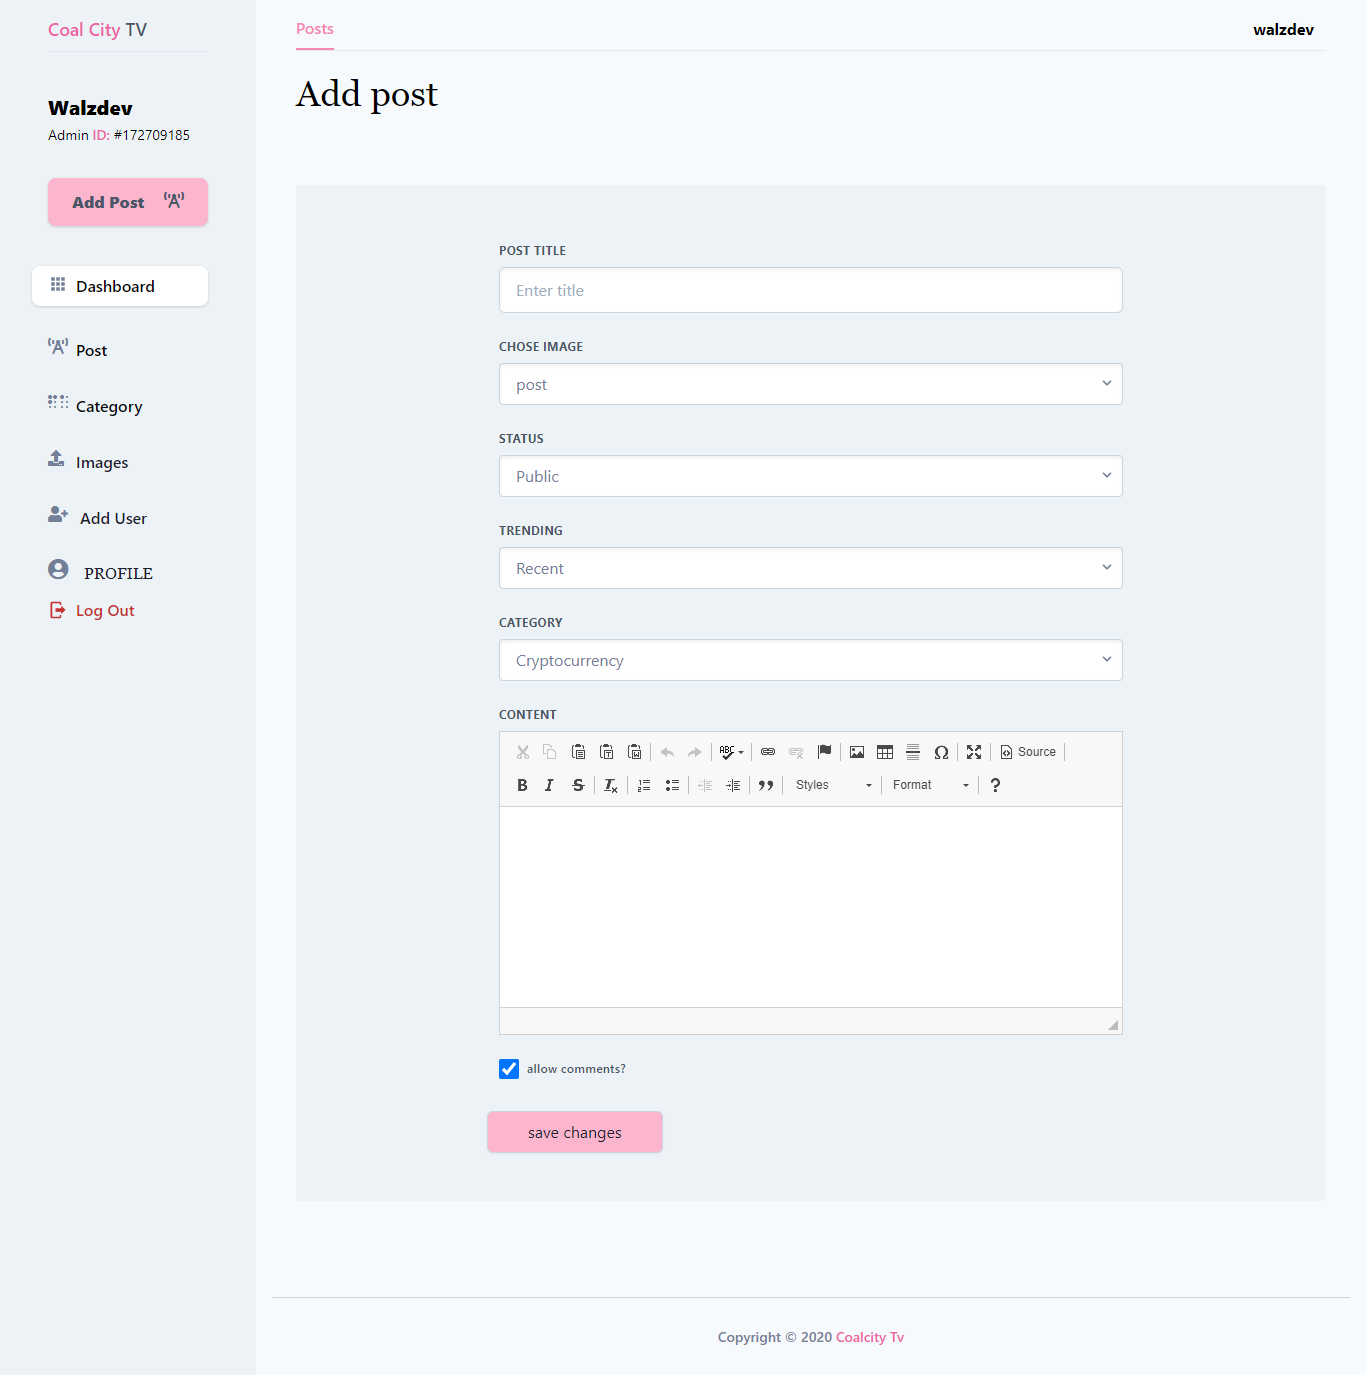 Coal City TV
Posts
walzdev
Add post
Walzdev
Admin ID: #172709185
Add Post
Dashboard
Post
Category
Images
Add User
PROFILE
Log Out
POST TITLE
Enter title
CHOSE IMAGE
post
STATUS
Public
TRENDING
Recent
CATEGORY
Cryptocurrency
CONTENT
ABC
Source
B I S Tx
Styles
Format
?
allow comments?
save changes
Copyright © 2020 Coalcity Tv